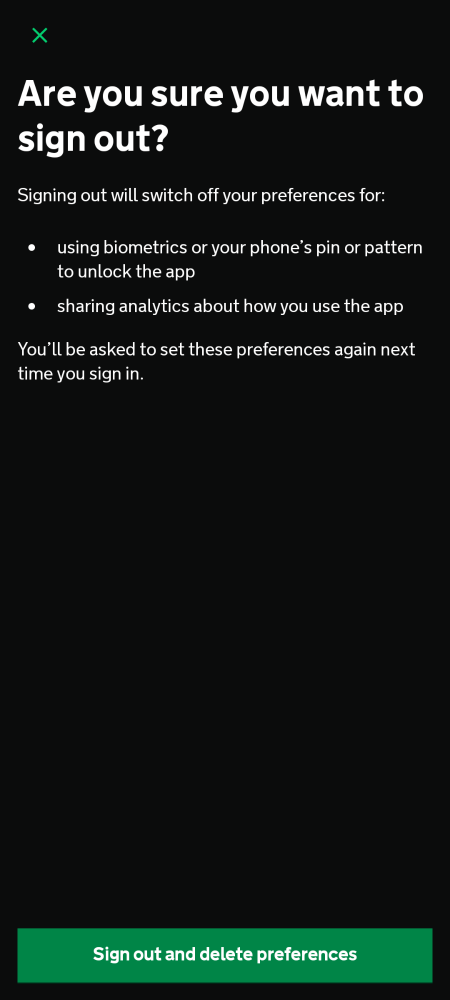 Are you sure you want to
sign out?
Signing out will switch off your preferences for:
• using biometrics or your phone’s pin or pattern
to unlock the app
• sharing analytics about how you use the app
You’ll be asked to set these preferences again next
time you sign in.
Sign out and delete preferences